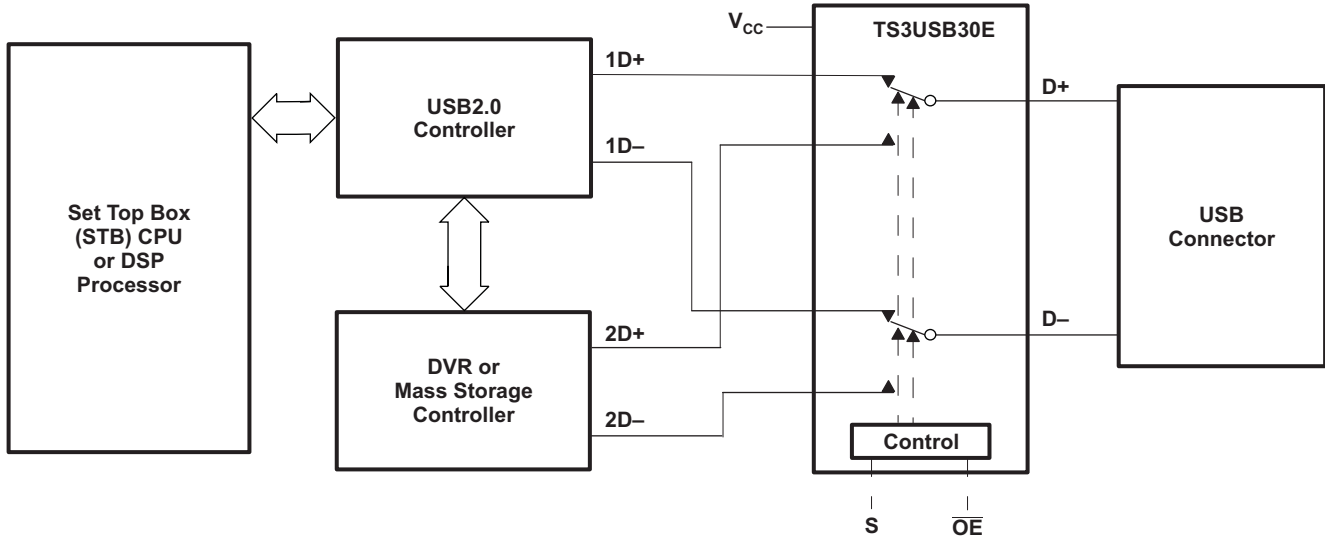 Set Top Box
(STB) CPU
or DSP
Processor
USB2.0
Controller
DVR or
Mass Storage
Controller
1D+
1D–
2D+
2D–
VCC
TS3USB30E
Control
S
OE
D+
D–
USB
Connector